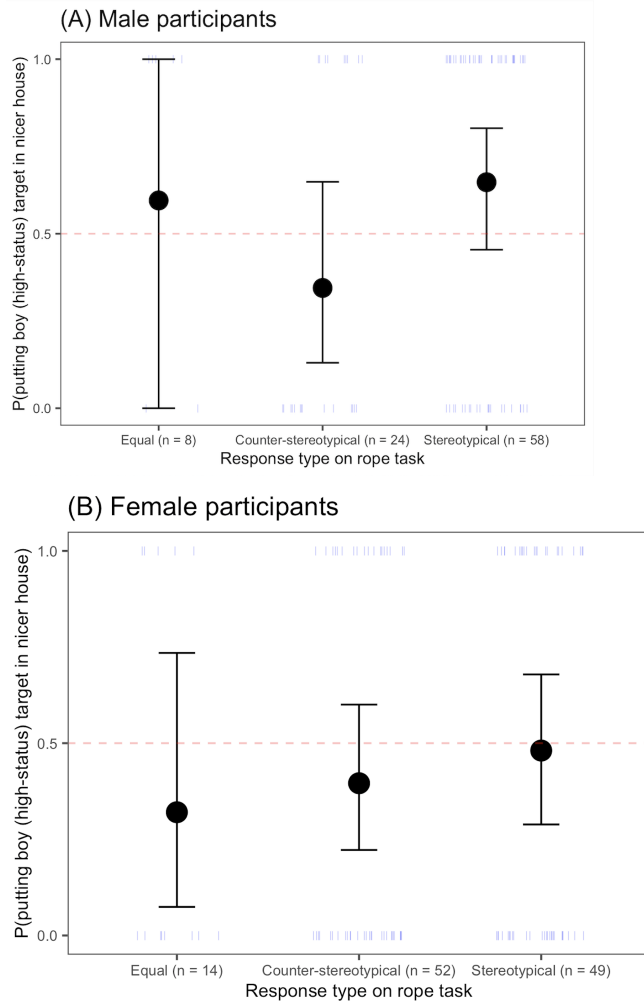 (A) Male participants
P(putting boy (high-status) target in nicer house)
1.0
0.5
0.0
Equal (n = 8) Counter-stereotypical (n = 24) Stereotypical (n = 58)
Response type on rope task
(B) Female participants
P(putting boy (high-status) target in nicer house)
1.0
0.5
0.0
Equal (n = 14) Counter-stereotypical (n = 52) Stereotypical (n = 49)
Response type on rope task